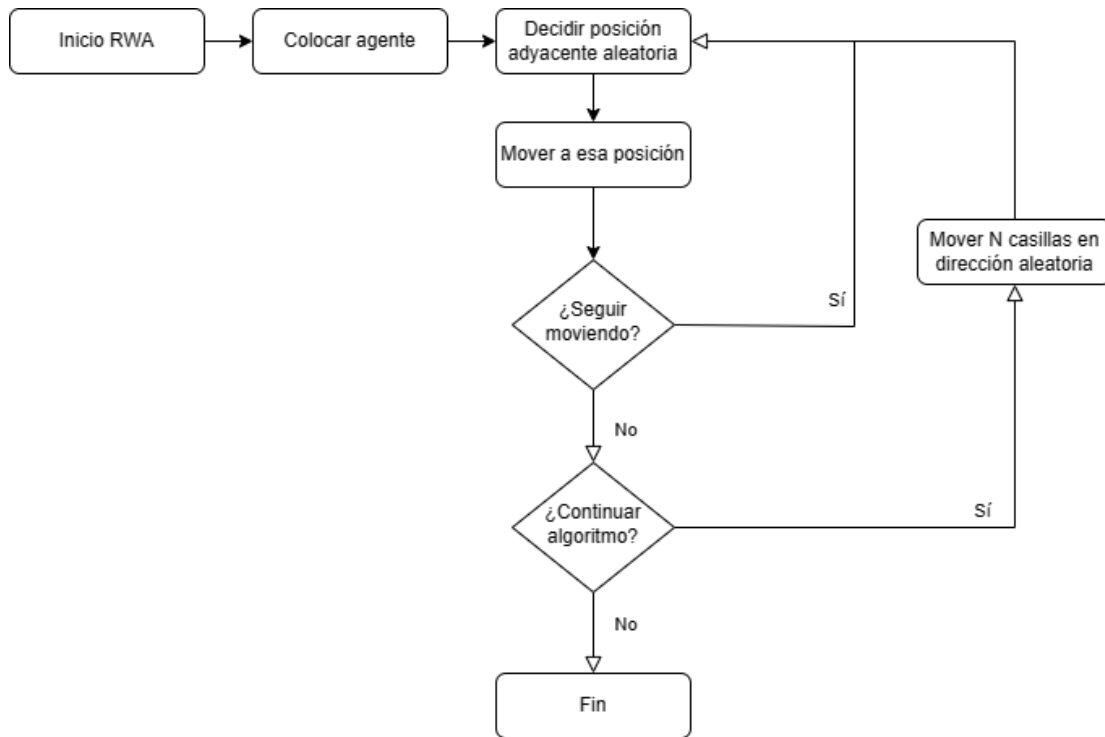 Inicio RWA
Colocar agente
Decidir posición
adyacente aleatoria
Mover a esa posición
Mover N casillas en
dirección aleatoria
¿Seguir
moviendo?
Sí
No
¿Continuar
algoritmo?
Sí
No
Fin